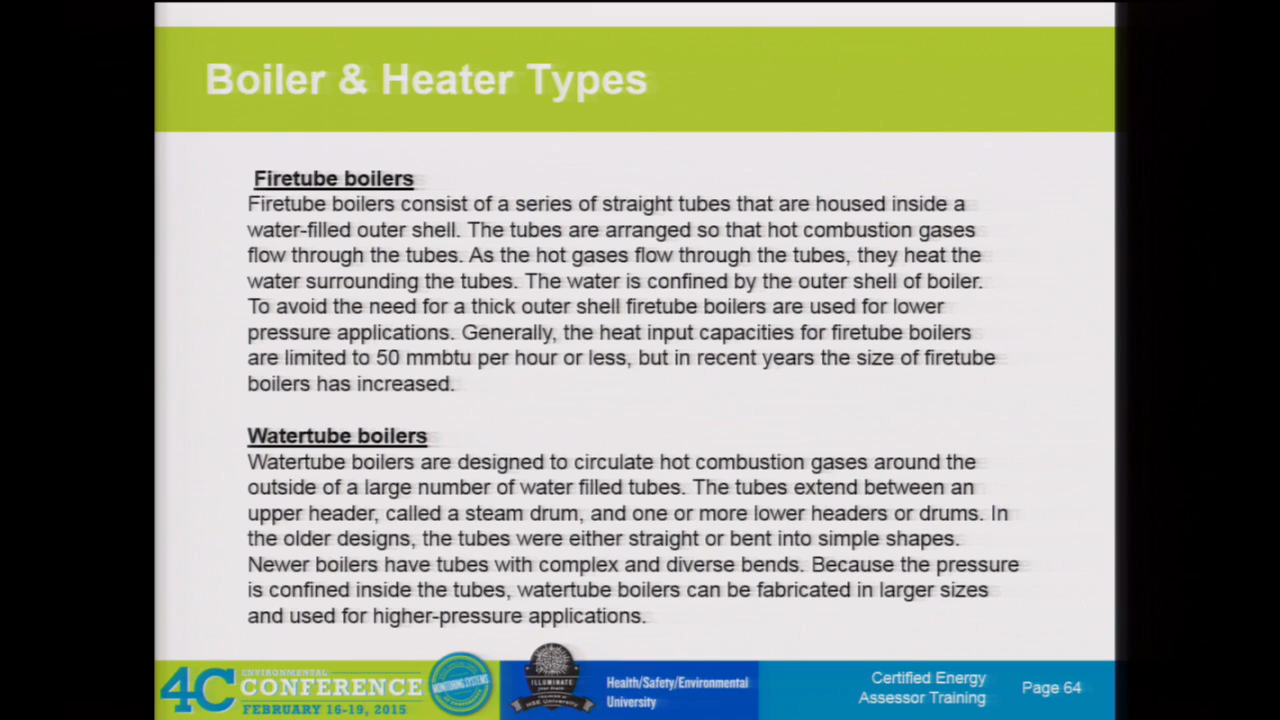 Boiler & Heater Types
Firetube boilers
Firetube boilers consist of a series of straight tubes that are housed inside a
water-filled outer shell. The tubes are arranged so that hot combustion gases
flow through the tubes. As the hot gases flow through the tubes, they heat the
water surrounding the tubes. The water is confined by the outer shell of boiler.
To avoid the need for a thick outer shell firetube boilers are used for lower
pressure applications. Generally, the heat input capacities for firetube boilers
are limited to 50 mmbtu per hour or less, but in recent years the size of firetube
boilers has increased.
Watertube boilers
Watertube boilers are designed to circulate hot combustion gases around the
outside of a large number of water filled tubes. The tubes extend between an
upper header, called a steam drum, and one or more lower headers or drums. In
the older designs, the tubes were either straight or bent into simple shapes.
Newer boilers have tubes with complex and diverse bends. Because the pressure
is confined inside the tubes, watertube boilers can be fabricated in larger sizes
and used for higher-pressure applications.
4C ENVIRONMENTAL
CONFERENCE
FEBRUARY 16-19, 2015
MONITORING SYSTEMS
ILLUMINATE
HSE University
Health/Safety/Environmental
University
Certified Energy
Assessor Training
Page 64